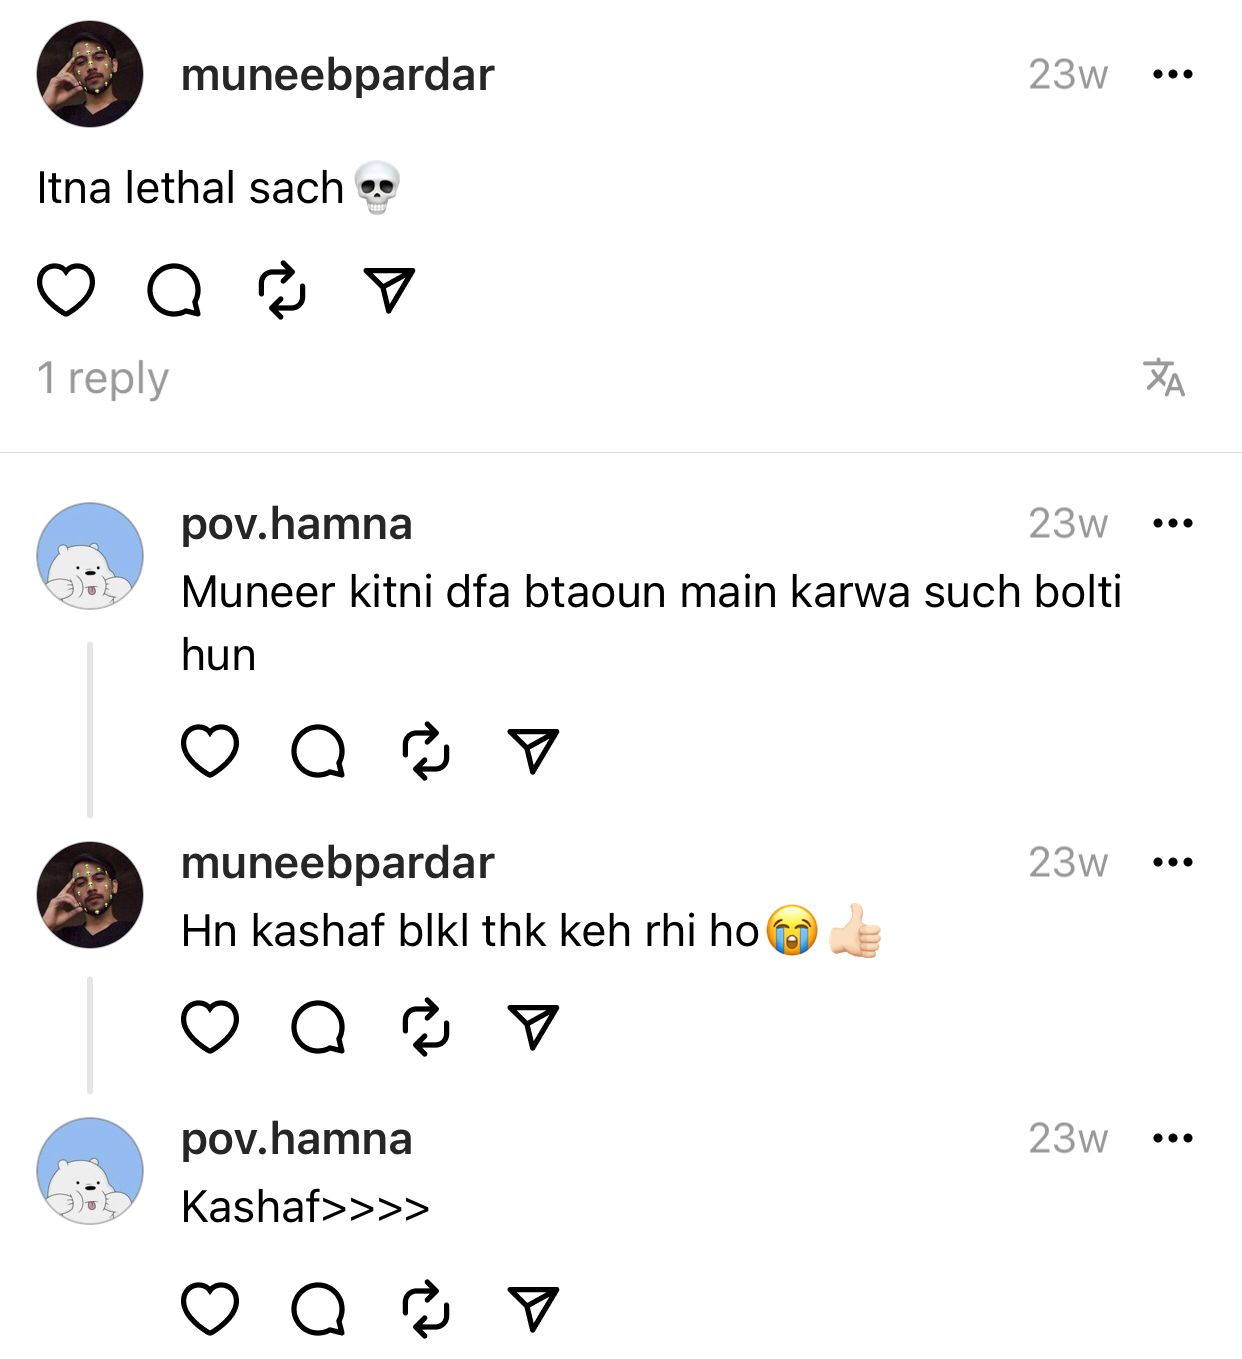 muneebpardar 23w
Itna lethal sach💀
1 reply
pov.hamna 23w
Muneer kitni dfa btaoun main karwa such bolti
hun
muneebpardar 23w
Hn kashaf blkl thk keh rhi ho😭👍🏻
pov.hamna 23w
Kashaf>>>>